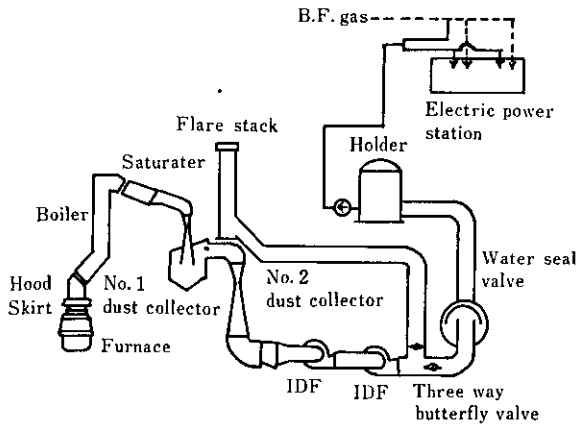 B.F. gas
Electric power
station
Flare stack
Holder
Saturater
Boiler
Water seal
valve
Hood
Skirt
No. 1
dust collector
No. 2
dust collector
Furnace
IDF
IDF
Three way
butterfly valve